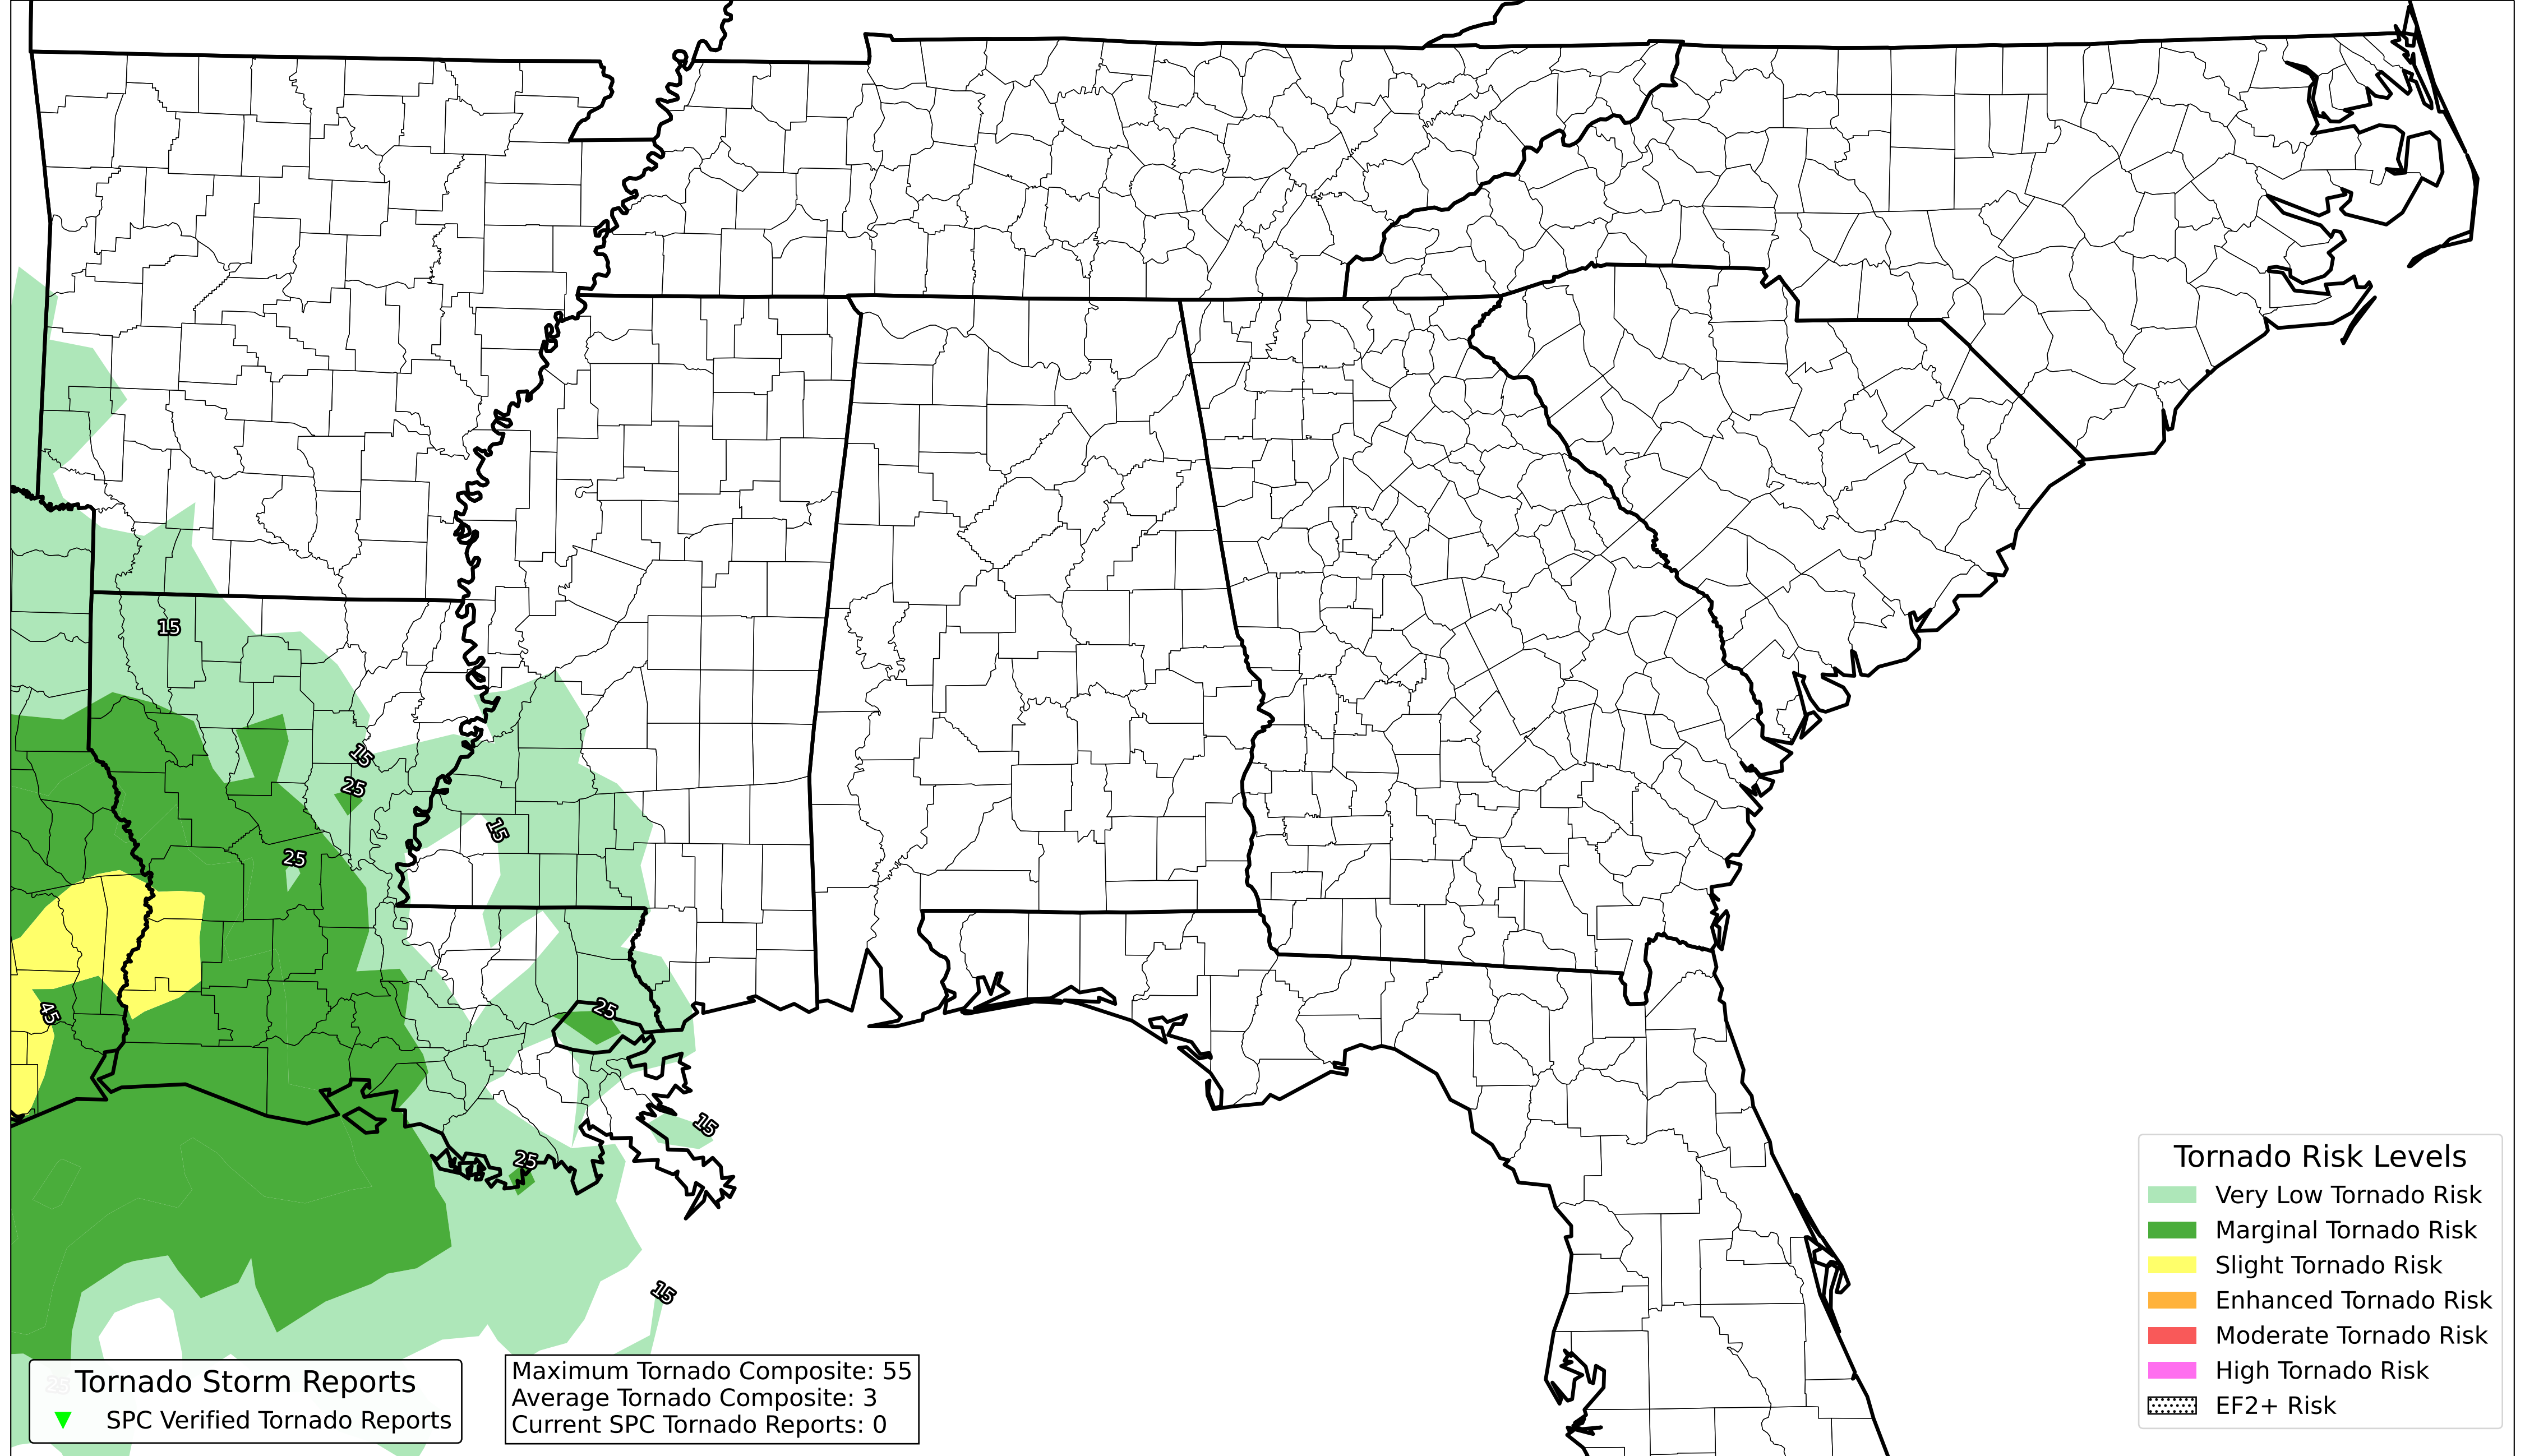 15
15
25
15
25
45
25
15
25
15
25
Tornado Storm Reports
SPC Verified Tornado Reports
Maximum Tornado Composite: 55
Average Tornado Composite: 3
Current SPC Tornado Reports: 0
Tornado Risk Levels
Very Low Tornado Risk
Marginal Tornado Risk
Slight Tornado Risk
Enhanced Tornado Risk
Moderate Tornado Risk
High Tornado Risk
EF2+ Risk